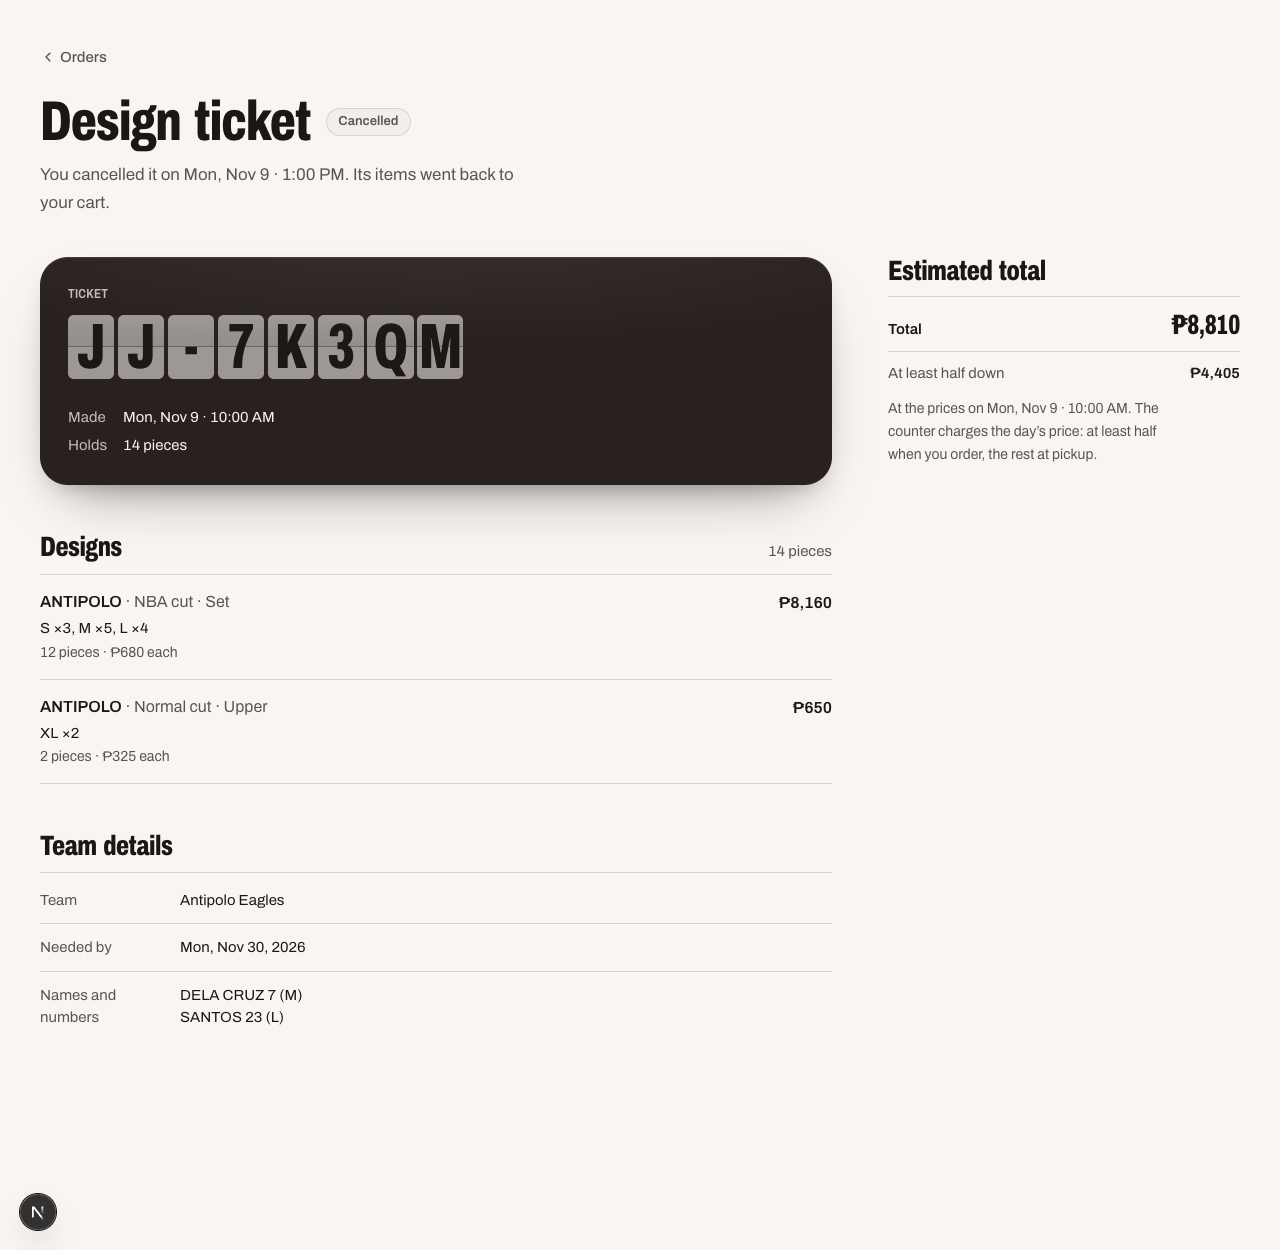 Orders
Design ticket
Cancelled
You cancelled it on Mon, Nov 9 · 1:00 PM. Its items went back to
your cart.
TICKET
JJ-7K3QM
Made Mon, Nov 9 · 10:00 AM
Holds 14 pieces
Estimated total
Total ₱8,810
At least half down ₱4,405
At the prices on Mon, Nov 9 · 10:00 AM. The
counter charges the day’s price: at least half
when you order, the rest at pickup.
Designs 14 pieces
ANTIPOLO · NBA cut · Set ₱8,160
S ×3, M ×5, L ×4
12 pieces · ₱680 each
ANTIPOLO · Normal cut · Upper ₱650
XL ×2
2 pieces · ₱325 each
Team details
Team Antipolo Eagles
Needed by Mon, Nov 30, 2026
Names and DELA CRUZ 7 (M)
numbers SANTOS 23 (L)
N